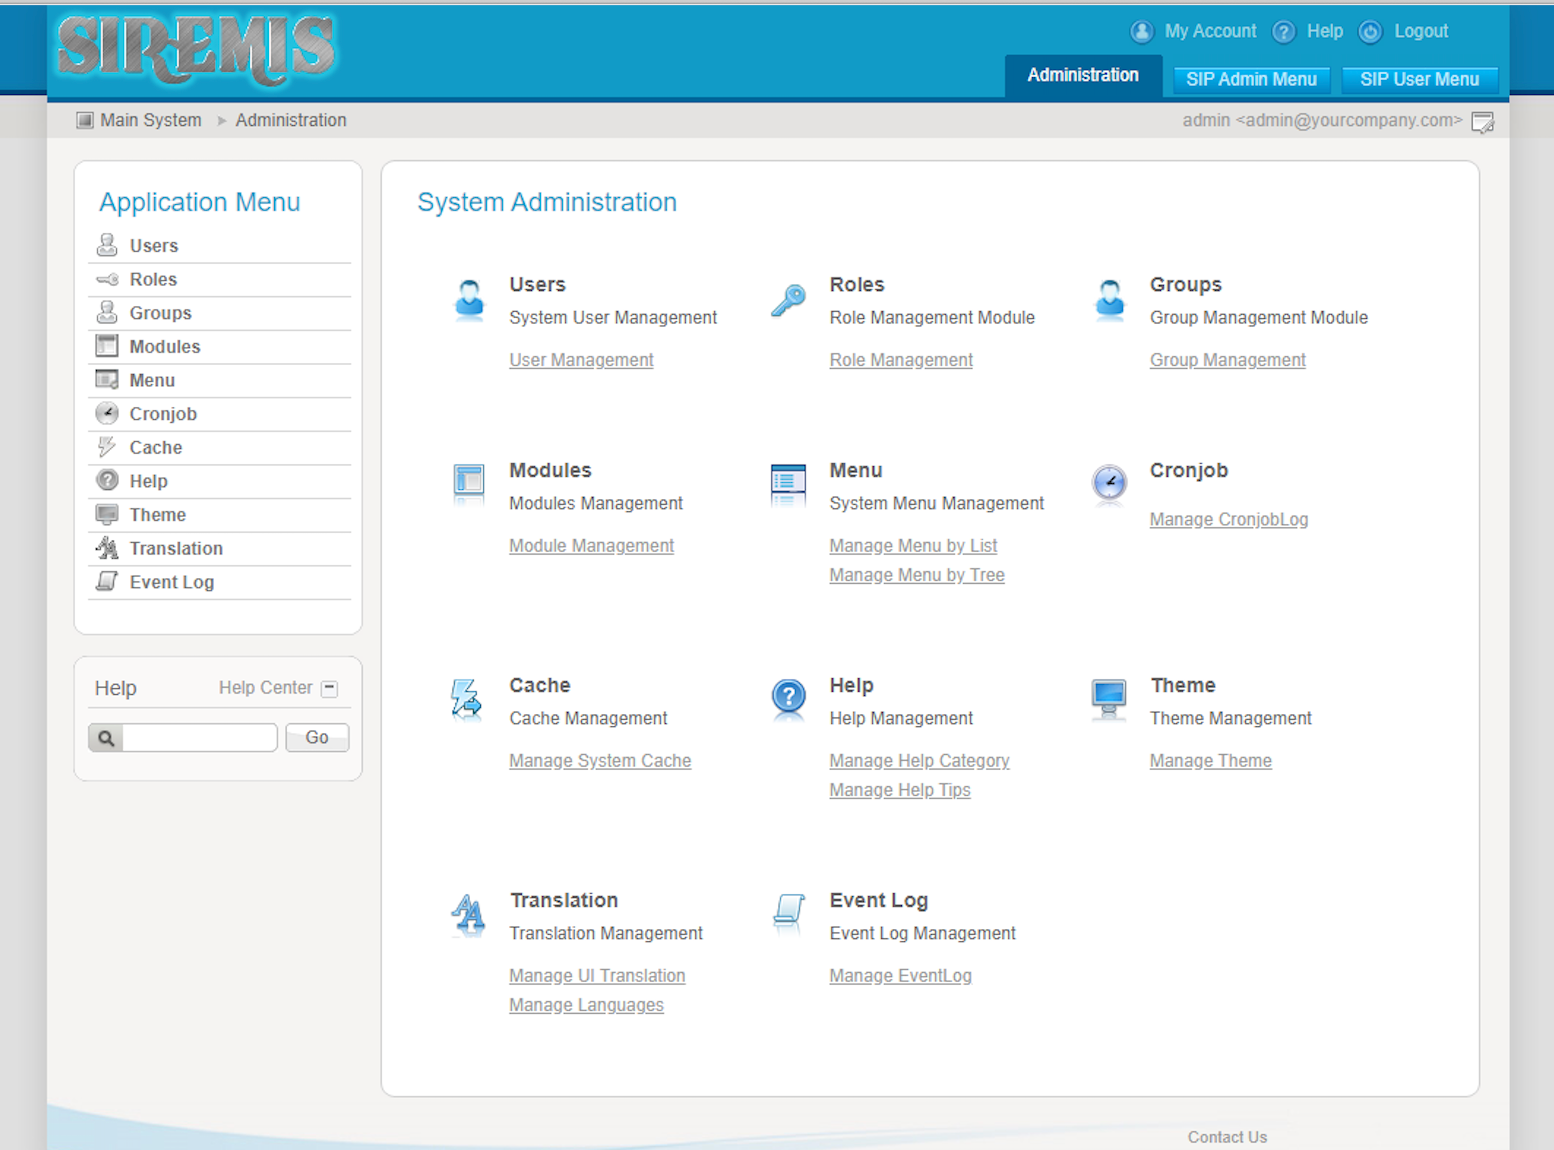 SIREMIS
My Account Help Logout
Administration SIP Admin Menu SIP User Menu
Main System Administration
admin <admin@yourcompany.com>
Application Menu
Users
Roles
Groups
Modules
Menu
Cronjob
Cache
Help
Theme
Translation
Event Log
Help Help Center
Go
System Administration
Users
System User Management
User Management
Roles
Role Management Module
Role Management
Groups
Group Management Module
Group Management
Modules
Modules Management
Module Management
Menu
System Menu Management
Manage Menu by List
Manage Menu by Tree
Cronjob
Manage CronjobLog
Cache
Cache Management
Manage System Cache
Help
Help Management
Manage Help Category
Manage Help Tips
Theme
Theme Management
Manage Theme
Translation
Translation Management
Manage UI Translation
Manage Languages
Event Log
Event Log Management
Manage EventLog
Contact Us